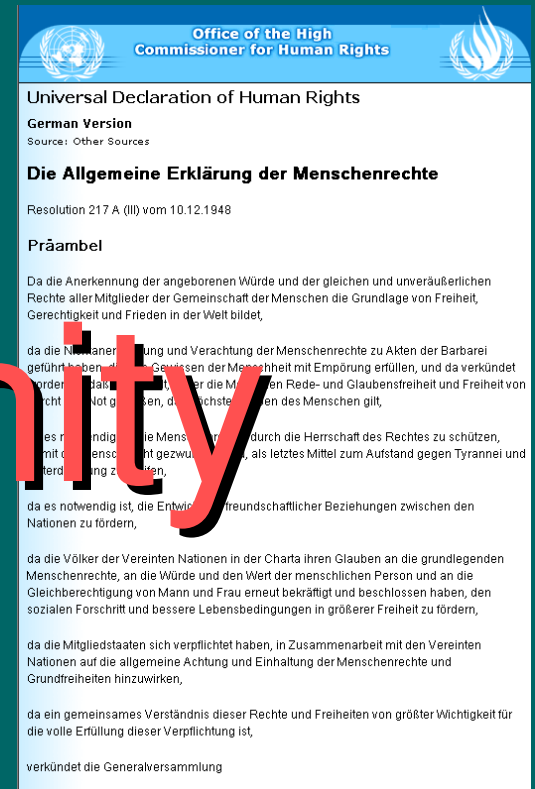 Office of the High
Commissioner for Human Rights
Universal Declaration of Human Rights
German Version
Source: Other Sources
Die Allgemeine Erklärung der Menschenrechte
Resolution 217 A (III) vom 10.12.1948
Präambel
Da die Anerkennung der angeborenen Würde und der gleichen und unveräußerlichen
Rechte aller Mitglieder der Gemeinschaft der Menschen die Grundlage von Freiheit,
Gerechtigkeit und Frieden in der Welt bildet,
da die und Verachtung der Menschenrechte zu Akten der Barbarei
geführt haben, Gewissen der Menschheit mit Empörung erfüllen, und da verkündet
die Rede- und Glaubensfreiheit und Freiheit von
Not des Menschen gilt,
es durch die Herrschaft des Rechtes zu schützen,
als letztes Mittel zum Aufstand gegen Tyrannei und
nity
da es notwendig ist, die freundschaftlicher Beziehungen zwischen den
Nationen zu fördern,
da die Völker der Vereinten Nationen in der Charta ihren Glauben an die grundlegenden
Menschenrechte, an die Würde und den Wert der menschlichen Person und an die
Gleichberechtigung von Mann und Frau erneut bekräftigt und beschlossen haben, den
sozialen Forschritt und bessere Lebensbedingungen in größerer Freiheit zu fördern,
da die Mitgliedstaaten sich verpflichtet haben, in Zusammenarbeit mit den Vereinten
Nationen auf die allgemeine Achtung und Einhaltung der Menschenrechte und
Grundfreiheiten hinzuwirken,
da ein gemeinsames Verständnis dieser Rechte und Freiheiten von größter Wichtigkeit für
die volle Erfüllung dieser Verpflichtung ist,
verkündet die Generalversammlung